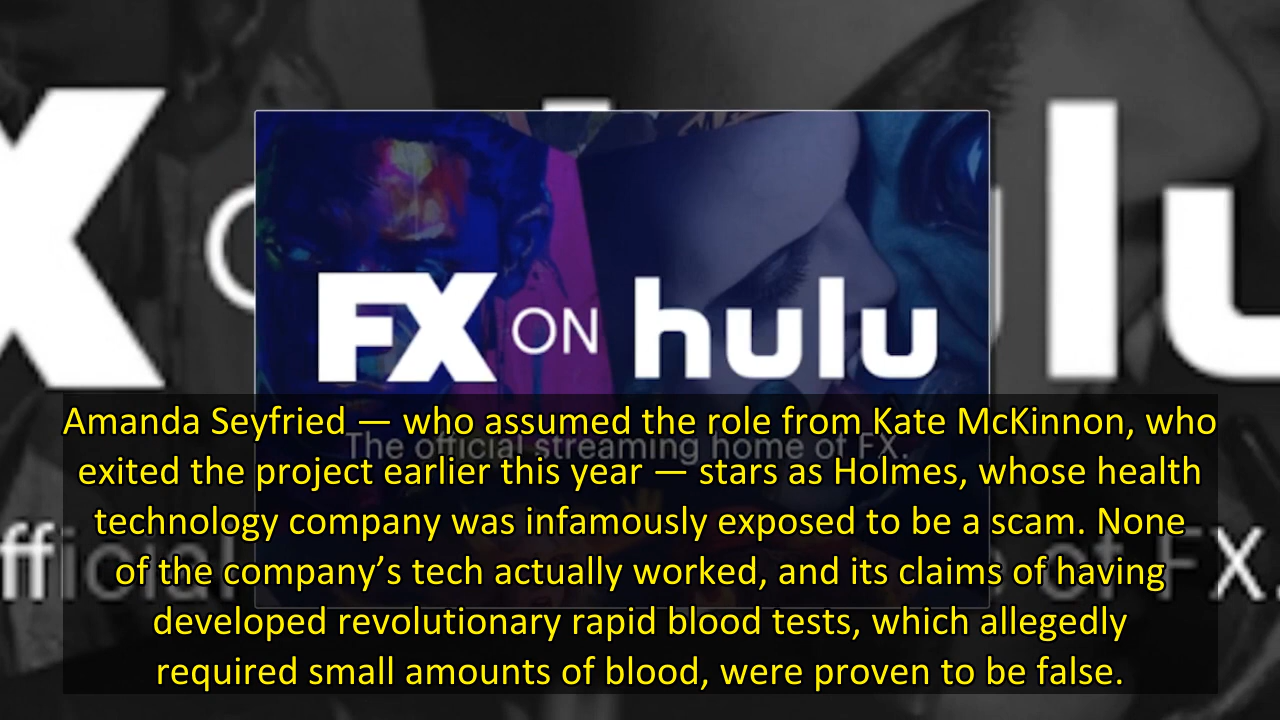 FX ON hulu
The official streaming home of FX.
Amanda Seyfried — who assumed the role from Kate McKinnon, who
exited the project earlier this year — stars as Holmes, whose health
technology company was infamously exposed to be a scam. None
of the company’s tech actually worked, and its claims of having
developed revolutionary rapid blood tests, which allegedly
required small amounts of blood, were proven to be false.